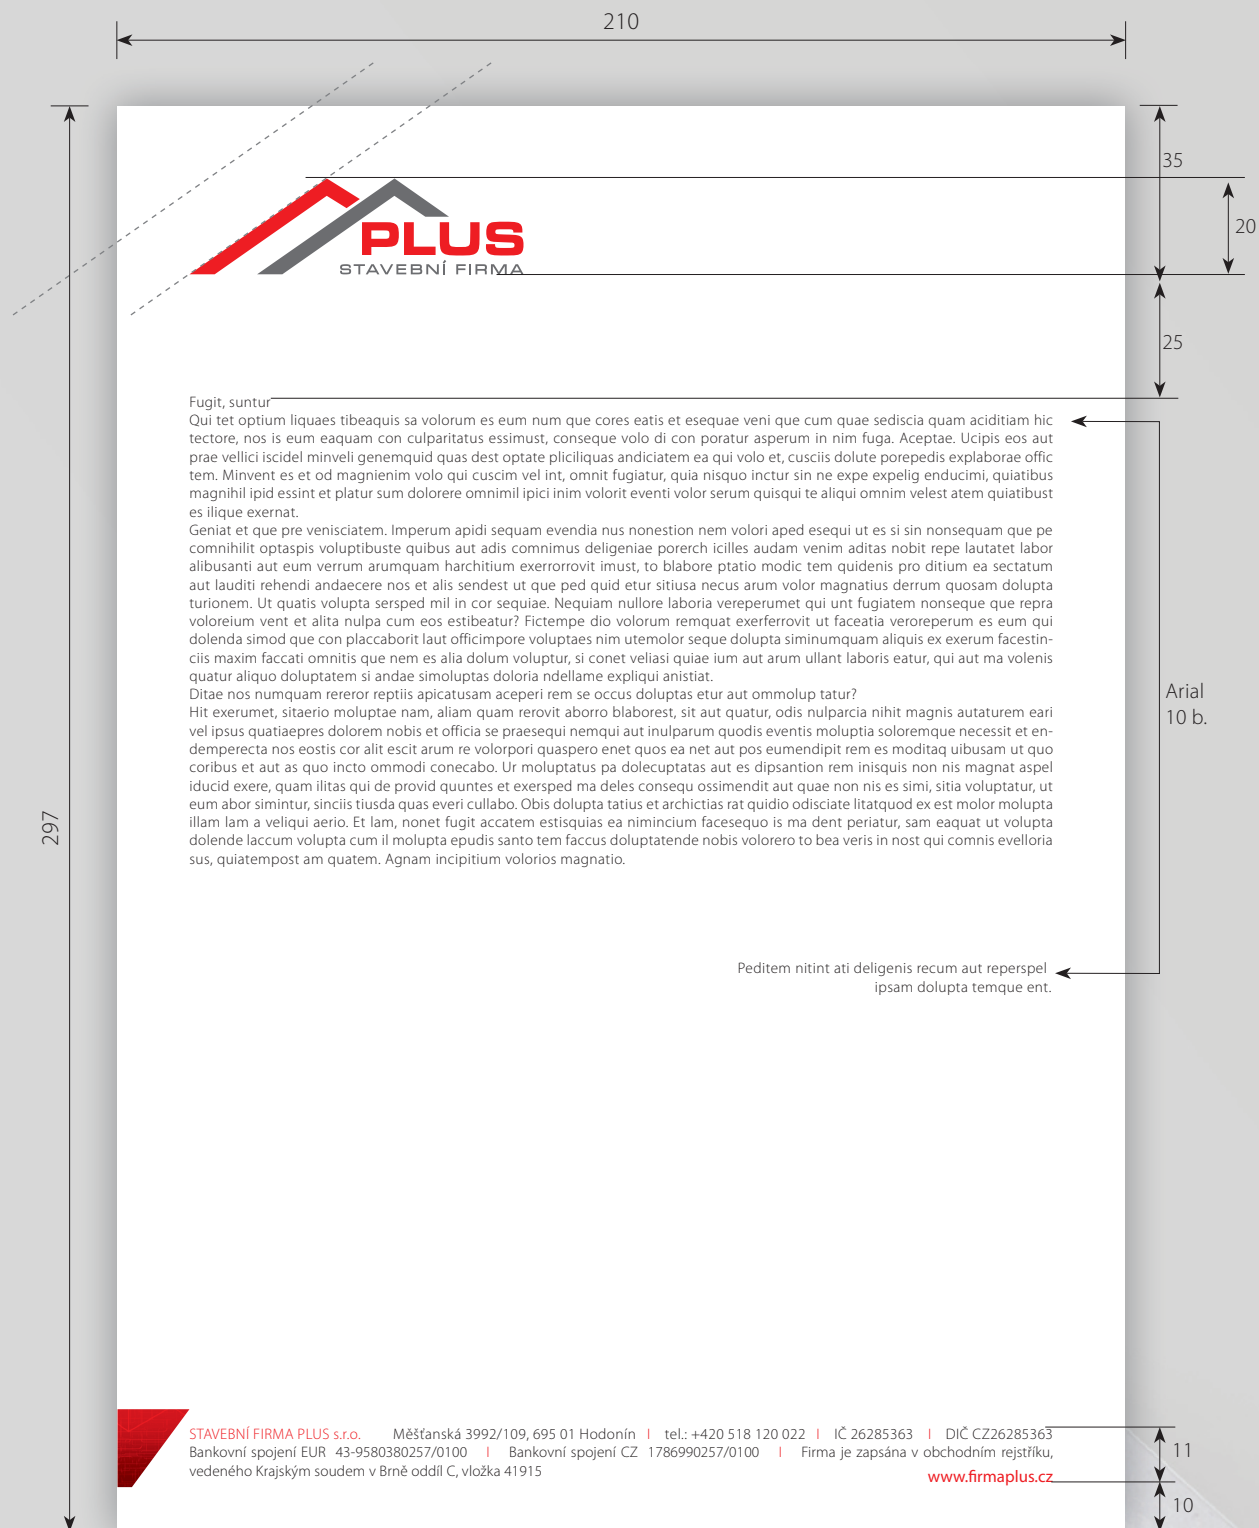 210
35
20
PLUS
STAVEBNÍ FIRMA
25
Fugit, suntur
Qui tet optium liquaes tibeaquis sa volorum es eum num que cores eatis et esequae veni que cum quae sediscia quam aciditiam hic
tectore, nos is eum eaquam con culparitatus essimust, conseque volo di con poratur asperum in nim fuga. Aceptae. Ucipis eos aut
prae vellici iscidel minveli genemquid quas dest optate pliciliquas andiciatem ea qui volo et, cusciis dolute porepedis explaborae offic
tem. Minvent es et od magnienim volo qui cuscim vel int, omnit fugiatur, quia nisquo inctur sin ne expe expelig enducimi, quiatibus
magnihil ipid essint et platur sum dolorere omnimil ipici inim volorit eventi volor serum quisqui te aliqui omnim velest atem quiatibust
es ilique exernat.
Geniat et que pre venisciatem. Imperum apidi sequam evendia nus nonestion nem volori aped esequi ut es si sin nonsequam que pe
comnihilit optaspis voluptibuste quibus aut adis comnimus deligeniae porerch icilles audam venim aditas nobit repe lautatet labor
alibusanti aut eum verrum arumquam harchitium exerrorrovit imust, to blabore ptatio modic tem quidenis pro ditium ea sectatum
aut lauditi rehendi andaecere nos et alis sendest ut que ped quid etur sitiusa necus arum volor magnatius derrum quosam dolupta
turionem. Ut quatis volupta sersped mil in cor sequiae. Nequiam nullore laboria vereperumet qui unt fugiatem nonseque que repra
voloreium vent et alita nulpa cum eos estibeatur? Fictempe dio volorum remquat exerferrovit ut faceatia veroreperum es eum qui
dolenda simod que con placcaborit laut officimpore voluptaes nim utemolor seque dolupta siminumquam aliquis ex exerum facestin-
ciis maxim faccati omnitis que nem es alia dolum voluptur, si conet veliasi quiae ium aut arum ullant laboris eatur, qui aut ma volenis
quatur aliquo doluptatem si andae simoluptas doloria ndellame expliqui anistiat.
Ditae nos numquam rereror reptiis apicatusam aceperi rem se occus doluptas etur aut ommolup tatur?
Hit exerumet, sitaerio moluptae nam, aliam quam rerovit aborro blaborest, sit aut quatur, odis nulparcia nihit magnis autaturem eari
vel ipsus quatiaepres dolorem nobis et officia se praesequi nemqui aut inulparum quodis eventis moluptia soloremque necessit et en-
demperecta nos eostis cor alit escit arum re volorpori quaspero enet quos ea net aut pos eumendipit rem es moditaq uibusam ut quo
coribus et aut as quo incto ommodi conecabo. Ur moluptatus pa dolecuptatas aut es dipsantion rem inisquis non nis magnat aspel
iducid exere, quam ilitas qui de provid quuntes et exersped ma deles consequ ossimendit aut quae non nis es simi, sitia voluptatur, ut
eum abor simintur, sinciis tiusda quas everi cullabo. Obis dolupta tatius et archictias rat quidio odisciate litatquod ex est molor molupta
illam lam a veliqui aerio. Et lam, nonet fugit accatem estisquias ea nimincium facesequo is ma dent periatur, sam eaquat ut volupta
dolende laccum volupta cum il molupta epudis santo tem faccus doluptatende nobis volorero to bea veris in nost qui comnis evelloria
sus, quiatempost am quatem. Agnam incipitium volorios magnatio.
Arial
10 b.
297
Peditem nitint ati deligenis recum aut reperspel
ipsam dolupta temque ent.
STAVEBNÍ FIRMA PLUS s.r.o. Měšťanská 3992/109, 695 01 Hodonín I tel.: +420 518 120 022 I IČ 26285363 I DIČ CZ26285363
Bankovní spojení EUR 43-9580380257/0100 I Bankovní spojení CZ 1786990257/0100 I Firma je zapsána v obchodním rejstříku,
vedeného Krajským soudem v Brně oddíl C, vložka 41915
www.firmaplus.cz
11
10